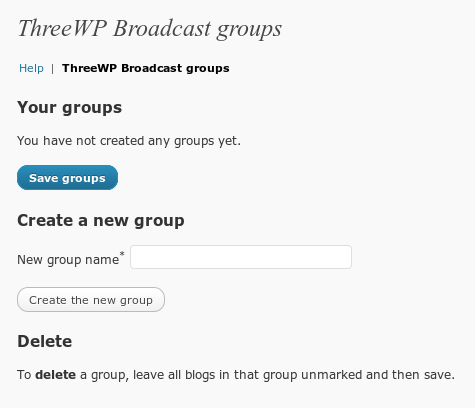 ThreeWP Broadcast groups
Help | ThreeWP Broadcast groups
Your groups
You have not created any groups yet.
Save groups
Create a new group
New group name*
Create the new group
Delete
To delete a group, leave all blogs in that group unmarked and then save.